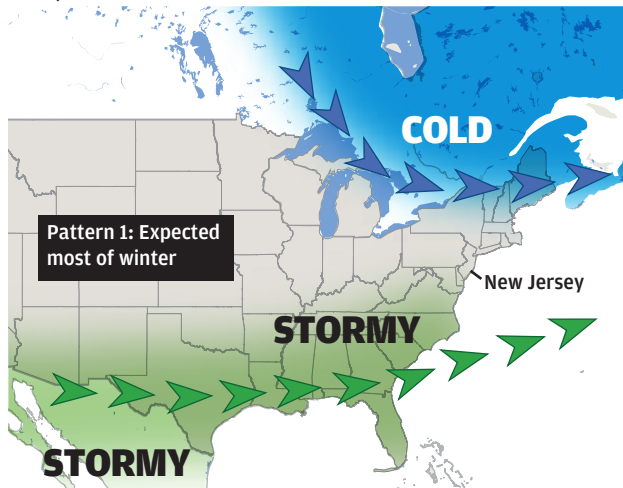 COLD
Pattern 1: Expected
most of winter
New Jersey
STORMY
STORMY